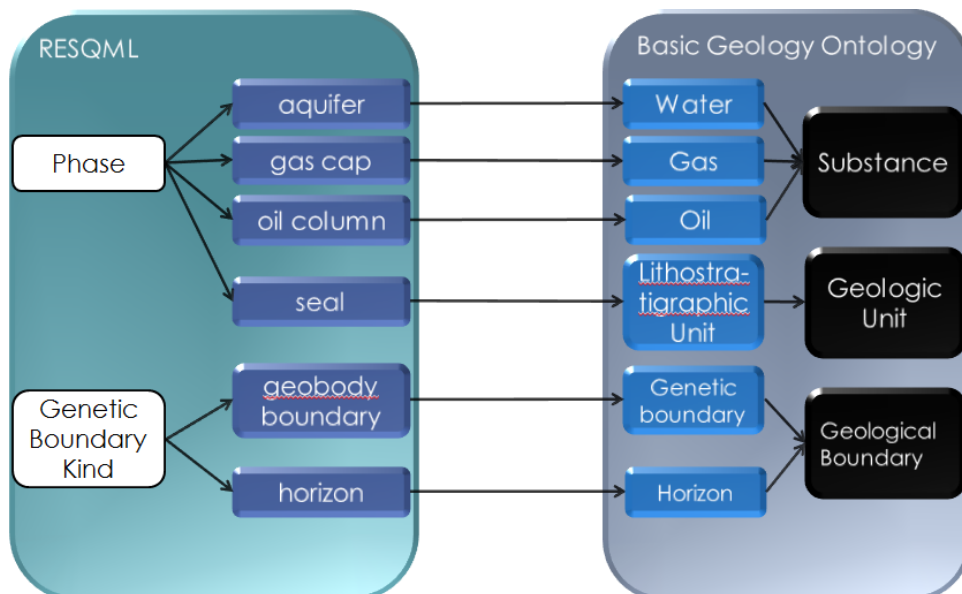 RESQML
Phase
aquifer
gas cap
oil column
seal
Genetic
Boundary
Kind
geobody
boundary
horizon
Basic Geology Ontology
Water
Gas
Oil
Lithostra-
tigraphic
Unit
Genetic
boundary
Horizon
Substance
Geologic
Unit
Geological
Boundary